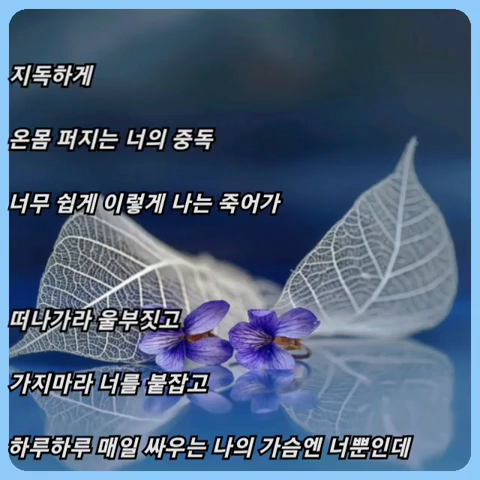 지독하게
온몸 퍼지는 너의 중독
너무 쉽게 이렇게 나는 죽어가
떠나가라 울부짓고
가지마라 너를 붙잡고
하루하루 매일 싸우는 나의 가슴엔 너뿐인데